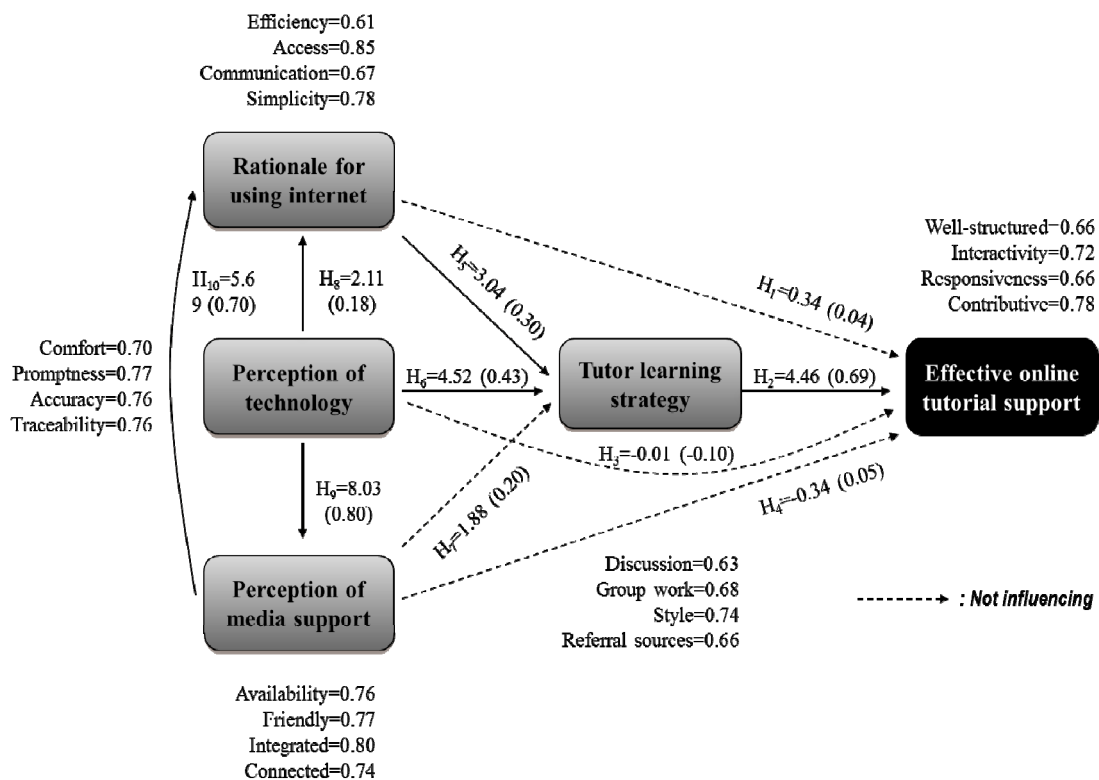 Efficiency=0.61
Access=0.85
Communication=0.67
Simplicity=0.78
Rationale for
using internet
Well-structured=0.66
Interactivity=0.72
Responsiveness=0.66
Contributive=0.78
H10=5.6
9 (0.70)
H8=2.11
(0.18)
H5=3.04 (0.30)
H1=0.34 (0.04)
Comfort=0.70
Promptness=0.77
Accuracy=0.76
Traceability=0.76
Perception of
technology
H6=4.52 (0.43)
Tutor learning
strategy
H2=4.46 (0.69)
Effective online
tutorial support
H3=-0.01 (-0.10)
H9=8.03
(0.80)
H7=1.88 (0.20)
H4=-0.34 (0.05)
Perception of
media support
Discussion=0.63
Group work=0.68
Style=0.74
Referral sources=0.66
: Not influencing
Availability=0.76
Friendly=0.77
Integrated=0.80
Connected=0.74